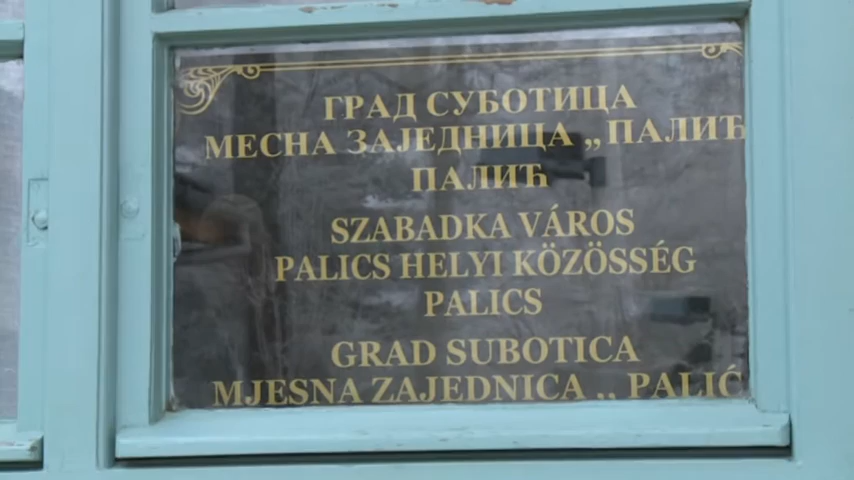 ГРАД СУБОТИЦА
МЕСНА ЗАЈЕДНИЦА „ПАЛИЋ
ПАЛИЋ
SZABADKA VÁROS
PALICS HELYI KÖZÖSSÉG
PALICS
GRAD SUBOTICA
MJESNA ZAJEDNICA „ PALIĆ